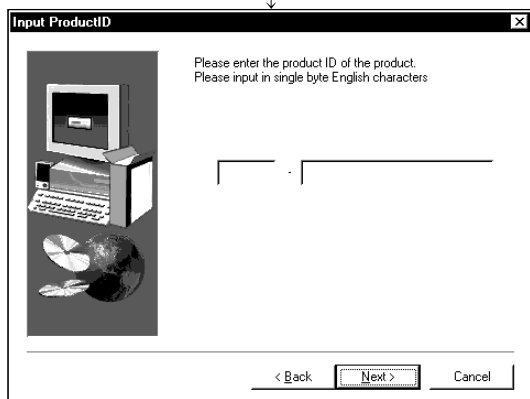 Input ProductID
Please enter the product ID of the product.
Please input in single byte English characters
-
< Back Next > Cancel